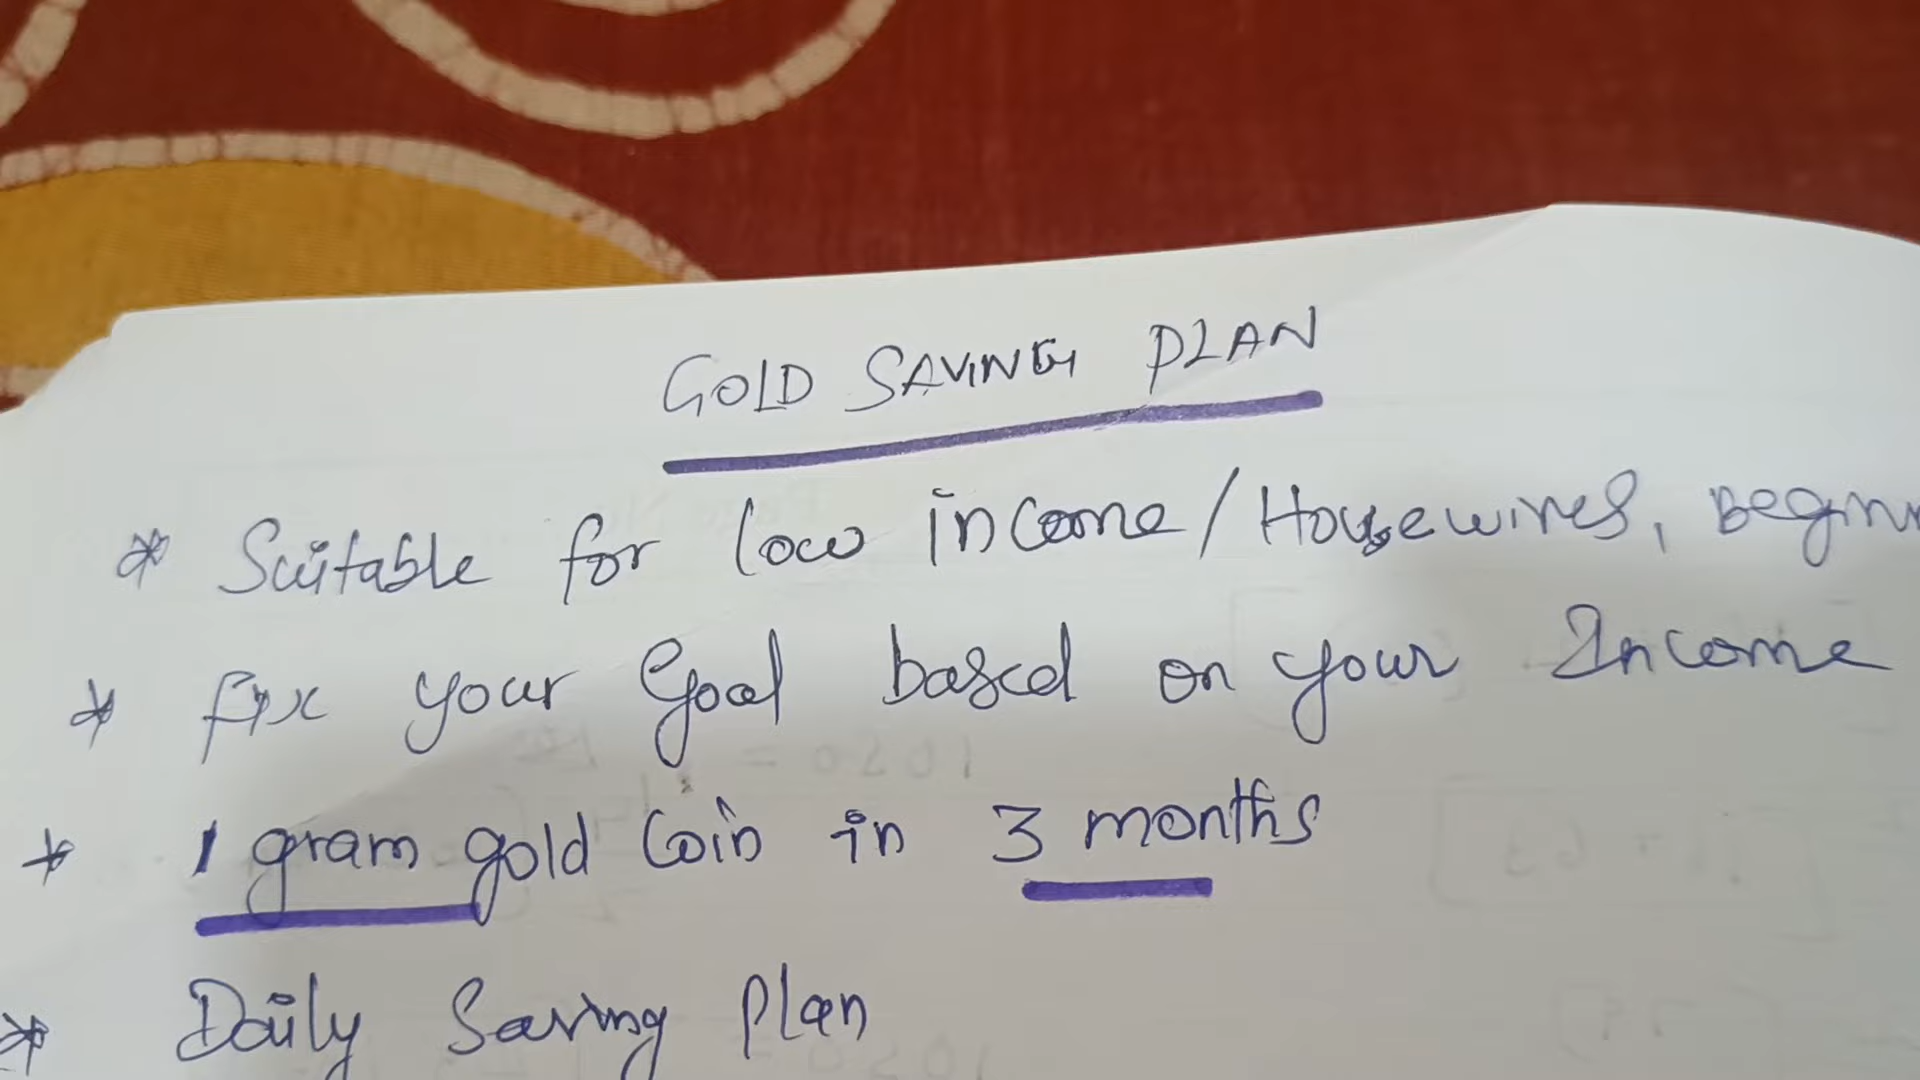 GOLD SAVING PLAN
* Suitable for low income/Housewives, Beginn
* fix your Goal based on your Income
* 1 gram gold Coin in 3 months
* Daily Saving Plan